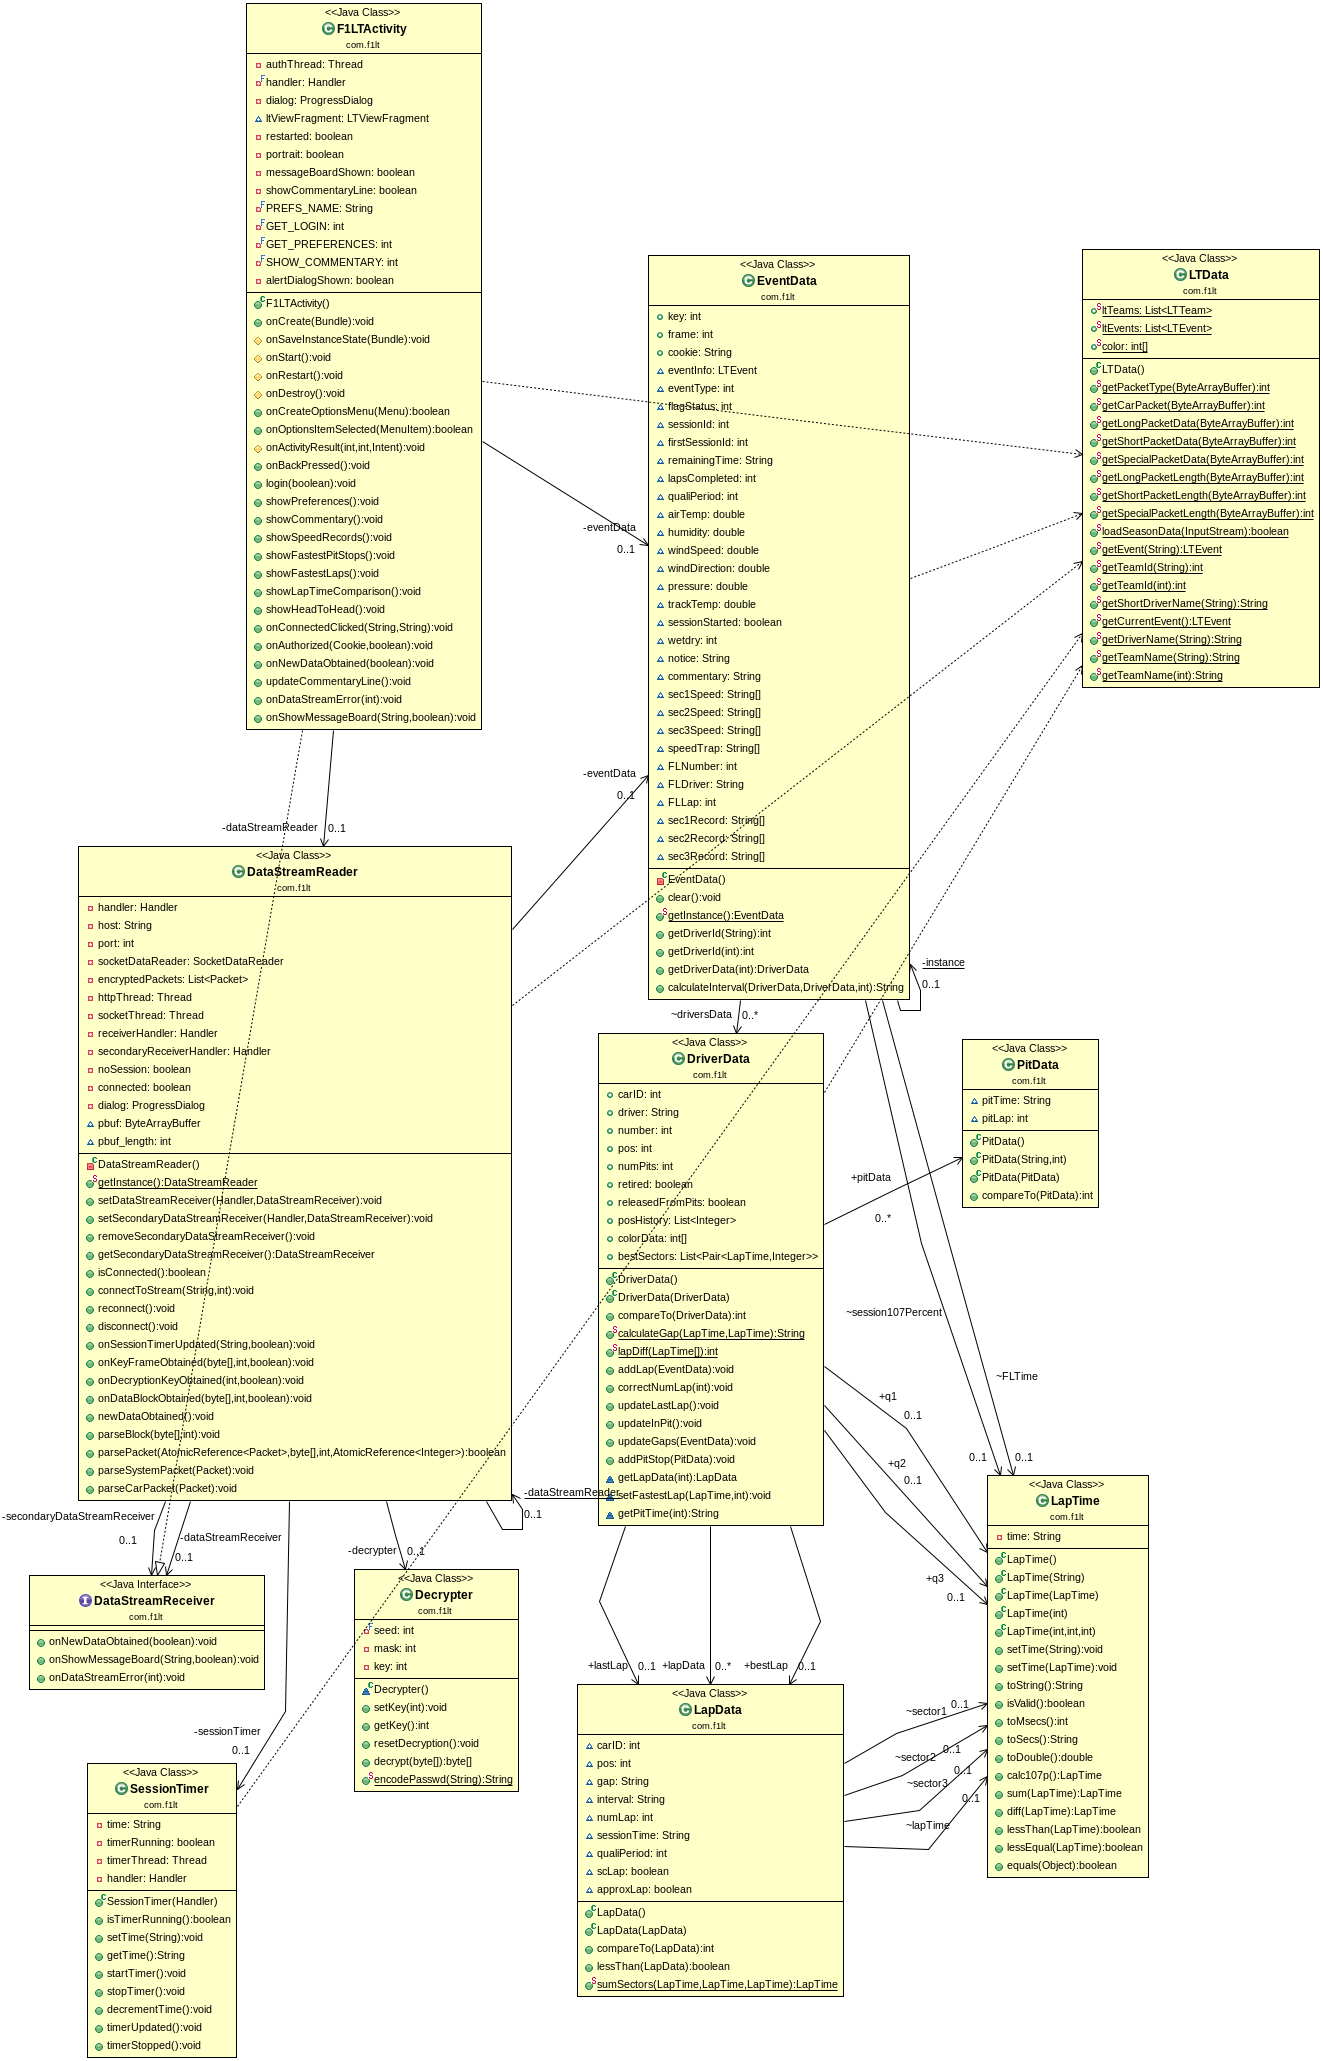 <<Java Class>>
F1LTActivity
com.f1lt
authThread: Thread
F handler: Handler
dialog: ProgressDialog
ltViewFragment: LTViewFragment
restarted: boolean
portrait: boolean
messageBoardShown: boolean
showCommentaryLine: boolean
F PREFS_NAME: String
F GET_LOGIN: int
F GET_PREFERENCES: int
F SHOW_COMMENTARY: int
alertDialogShown: boolean
C F1LTActivity()
onCreate(Bundle):void
onSaveInstanceState(Bundle):void
onStart():void
onRestart():void
onDestroy():void
onCreateOptionsMenu(Menu):boolean
onOptionsItemSelected(MenuItem):boolean
onActivityResult(int,int,Intent):void
onBackPressed():void
login(boolean):void
showPreferences():void
showCommentary():void
showSpeedRecords():void
showFastestPitStops():void
showFastestLaps():void
showLapTimeComparison():void
showHeadToHead():void
onConnectedClicked(String,String):void
onAuthorized(Cookie,boolean):void
onNewDataObtained(boolean):void
updateCommentaryLine():void
onDataStreamError(int):void
onShowMessageBoard(String,boolean):void
<<Java Class>>
EventData
com.f1lt
key: int
frame: int
cookie: String
eventInfo: LTEvent
eventType: int
flagStatus: int
sessionId: int
firstSessionId: int
remainingTime: String
lapsCompleted: int
qualiPeriod: int
airTemp: double
humidity: double
windSpeed: double
windDirection: double
pressure: double
trackTemp: double
sessionStarted: boolean
wetdry: int
notice: String
commentary: String
sec1Speed: String[]
sec2Speed: String[]
sec3Speed: String[]
speedTrap: String[]
FLNumber: int
FLDriver: String
FLLap: int
sec1Record: String[]
sec2Record: String[]
sec3Record: String[]
C EventData()
clear():void
S getInstance():EventData
getDriverId(String):int
getDriverId(int):int
getDriverData(int):DriverData
calculateInterval(DriverData,DriverData,int):String
<<Java Class>>
LTData
com.f1lt
S ltTeams: List<LTTeam>
S ltEvents: List<LTEvent>
S color: int[]
C LTData()
S getPacketType(ByteArrayBuffer):int
S getCarPacket(ByteArrayBuffer):int
S getLongPacketData(ByteArrayBuffer):int
S getShortPacketData(ByteArrayBuffer):int
S getSpecialPacketData(ByteArrayBuffer):int
S getLongPacketLength(ByteArrayBuffer):int
S getShortPacketLength(ByteArrayBuffer):int
S getSpecialPacketLength(ByteArrayBuffer):int
S loadSeasonData(InputStream):boolean
S getEvent(String):LTEvent
S getTeamId(String):int
S getTeamId(int):int
S getShortDriverName(String):String
S getCurrentEvent():LTEvent
S getDriverName(String):String
S getTeamName(String):String
S getTeamName(int):String
-eventData
0..1
-eventData
0..1
-instance
0..1
-dataStreamReader 0..1
<<Java Class>>
DataStreamReader
com.f1lt
handler: Handler
host: String
port: int
socketDataReader: SocketDataReader
encryptedPackets: List<Packet>
httpThread: Thread
socketThread: Thread
receiverHandler: Handler
secondaryReceiverHandler: Handler
noSession: boolean
connected: boolean
dialog: ProgressDialog
pbuf: ByteArrayBuffer
pbuf_length: int
C DataStreamReader()
S getInstance():DataStreamReader
setDataStreamReceiver(Handler,DataStreamReceiver):void
setSecondaryDataStreamReceiver(Handler,DataStreamReceiver):void
removeSecondaryDataStreamReceiver():void
getSecondaryDataStreamReceiver():DataStreamReceiver
isConnected():boolean
connectToStream(String,int):void
reconnect():void
disconnect():void
onSessionTimerUpdated(String,boolean):void
onKeyFrameObtained(byte[],int,boolean):void
onDecryptionKeyObtained(int,boolean):void
onDataBlockObtained(byte[],int,boolean):void
newDataObtained():void
parseBlock(byte[],int):void
parsePacket(AtomicReference<Packet>,byte[],int,AtomicReference<Integer>):boolean
parseSystemPacket(Packet):void
parseCarPacket(Packet):void
~driversData 0..*
<<Java Class>>
DriverData
com.f1lt
carID: int
driver: String
number: int
pos: int
numPits: int
retired: boolean
releasedFromPits: boolean
posHistory: List<Integer>
colorData: int[]
bestSectors: List<Pair<LapTime,Integer>>
C DriverData()
C DriverData(DriverData)
compareTo(DriverData):int
S calculateGap(LapTime,LapTime):String
S lapDiff(LapTime[]):int
addLap(EventData):void
correctNumLap(int):void
updateLastLap():void
updateInPit():void
updateGaps(EventData):void
addPitStop(PitData):void
getLapData(int):LapData
setFastestLap(LapTime,int):void
getPitTime(int):String
<<Java Class>>
PitData
com.f1lt
pitTime: String
pitLap: int
C PitData()
C PitData(String,int)
C PitData(PitData)
compareTo(PitData):int
+pitData
0..*
~session107Percent
0..1
~FLTime
0..1
+q1
0..1
+q2
0..1
+q3
0..1
-dataStreamReader
0..1
-secondaryDataStreamReceiver
0..1
-dataStreamReceiver
0..1
-decrypter 0..1
-sessionTimer
0..1
<<Java Interface>>
DataStreamReceiver
com.f1lt
onNewDataObtained(boolean):void
onShowMessageBoard(String,boolean):void
onDataStreamError(int):void
<<Java Class>>
Decrypter
com.f1lt
F seed: int
mask: int
key: int
C Decrypter()
setKey(int):void
getKey():int
resetDecryption():void
decrypt(byte[]):byte[]
S encodePasswd(String):String
<<Java Class>>
SessionTimer
com.f1lt
time: String
timerRunning: boolean
timerThread: Thread
handler: Handler
C SessionTimer(Handler)
isTimerRunning():boolean
setTime(String):void
getTime():String
startTimer():void
stopTimer():void
decrementTime():void
timerUpdated():void
timerStopped():void
+lastLap 0..1
+lapData 0..*
+bestLap 0..1
<<Java Class>>
LapData
com.f1lt
carID: int
pos: int
gap: String
interval: String
numLap: int
sessionTime: String
qualiPeriod: int
scLap: boolean
approxLap: boolean
C LapData()
C LapData(LapData)
compareTo(LapData):int
lessThan(LapData):boolean
S sumSectors(LapTime,LapTime,LapTime):LapTime
~sector1 0..1
~sector2 0..1
~sector3 0..1
~lapTime 0..1
<<Java Class>>
LapTime
com.f1lt
time: String
C LapTime()
C LapTime(String)
C LapTime(LapTime)
C LapTime(int)
C LapTime(int,int,int)
setTime(String):void
setTime(LapTime):void
toString():String
isValid():boolean
toMsecs():int
toSecs():String
toDouble():double
calc107p():LapTime
sum(LapTime):LapTime
diff(LapTime):LapTime
lessThan(LapTime):boolean
lessEqual(LapTime):boolean
equals(Object):boolean